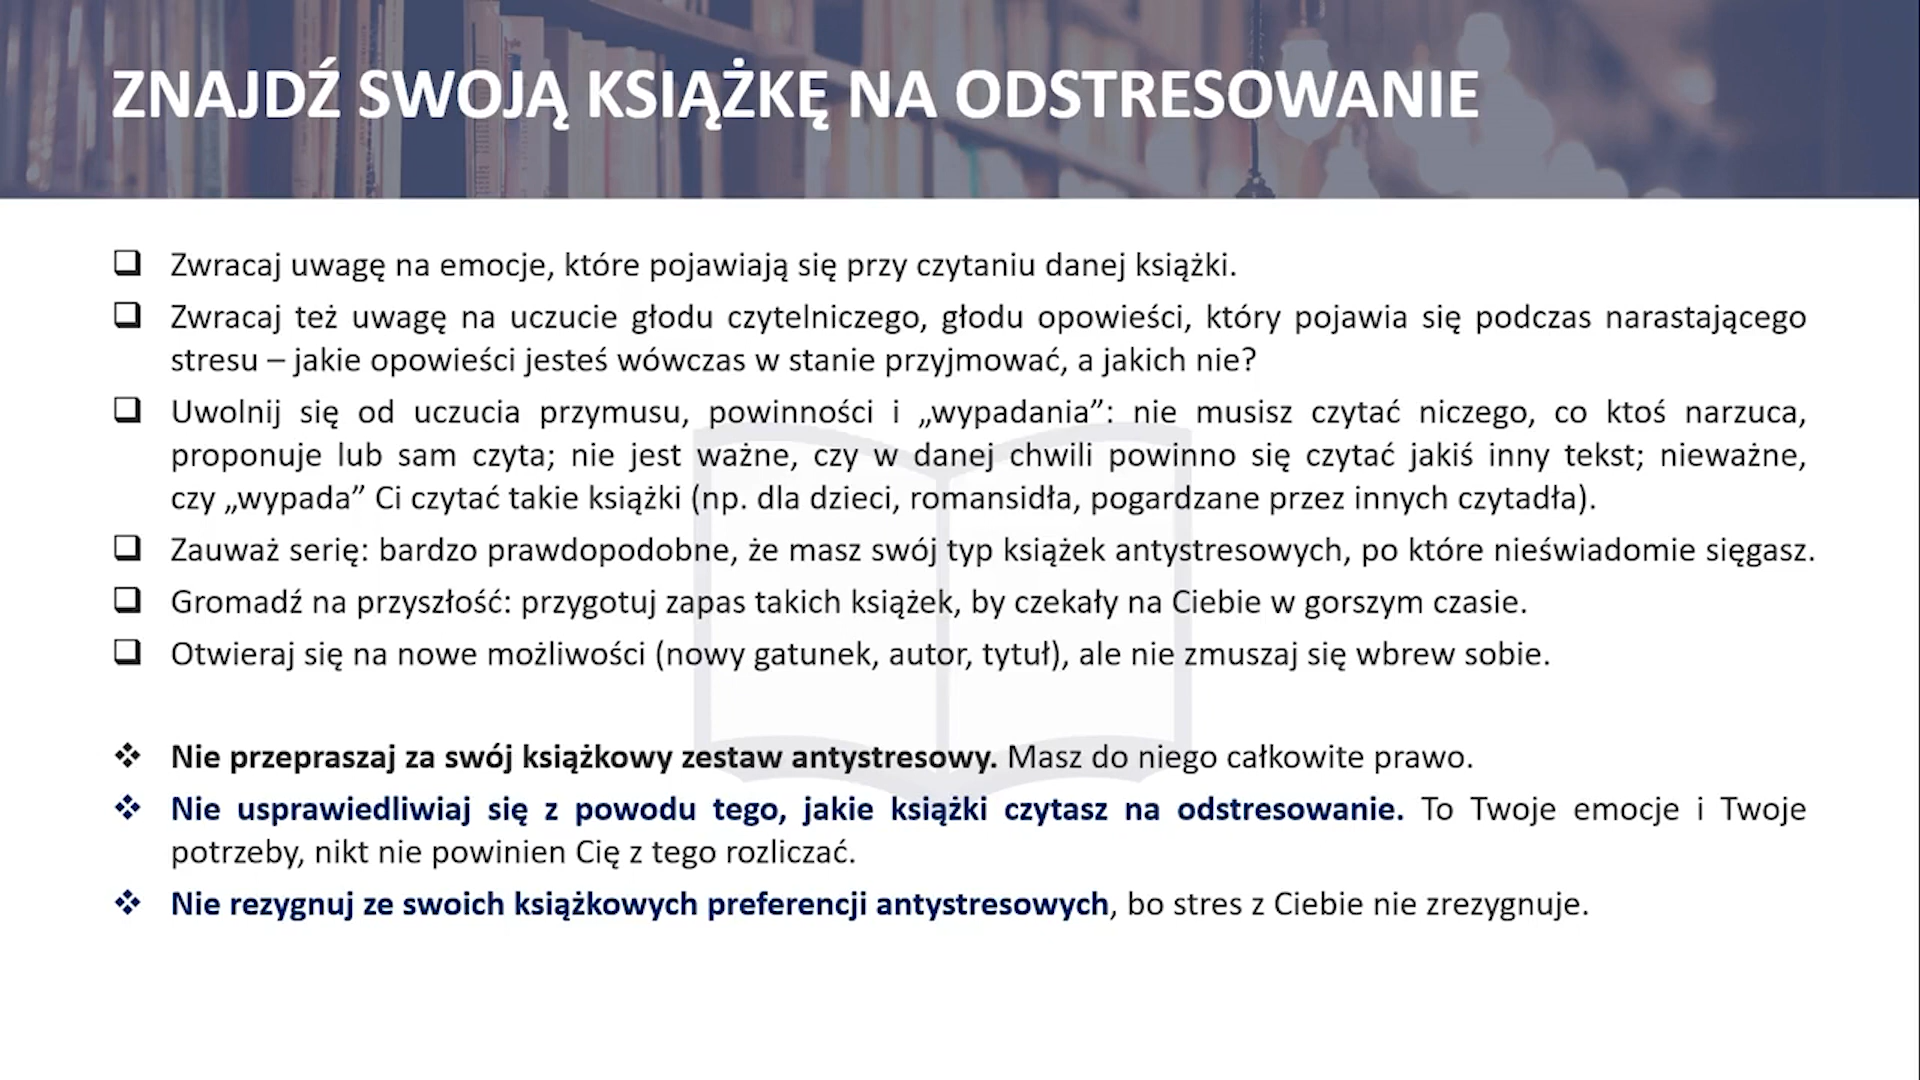 ZNAJDŹ SWOJĄ KSIĄŻKĘ NA ODSTRESOWANIE
❑ Zwracaj uwagę na emocje, które pojawiają się przy czytaniu danej książki.
❑ Zwracaj też uwagę na uczucie głodu czytelniczego, głodu opowieści, który pojawia się podczas narastającego
stresu – jakie opowieści jesteś wówczas w stanie przyjmować, a jakich nie?
❑ Uwolnij się od uczucia przymusu, powinności i „wypadania”: nie musisz czytać niczego, co ktoś narzuca,
proponuje lub sam czyta; nie jest ważne, czy w danej chwili powinno się czytać jakiś inny tekst; nieważne,
czy „wypada” Ci czytać takie książki (np. dla dzieci, romansidła, pogardzane przez innych czytadła).
❑ Zauważ serię: bardzo prawdopodobne, że masz swój typ książek antystresowych, po które nieświadomie sięgasz.
❑ Gromadź na przyszłość: przygotuj zapas takich książek, by czekały na Ciebie w gorszym czasie.
❑ Otwieraj się na nowe możliwości (nowy gatunek, autor, tytuł), ale nie zmuszaj się wbrew sobie.
❖ Nie przepraszaj za swój książkowy zestaw antystresowy. Masz do niego całkowite prawo.
❖ Nie usprawiedliwiaj się z powodu tego, jakie książki czytasz na odstresowanie. To Twoje emocje i Twoje
potrzeby, nikt nie powinien Cię z tego rozliczać.
❖ Nie rezygnuj ze swoich książkowych preferencji antystresowych, bo stres z Ciebie nie zrezygnuje.